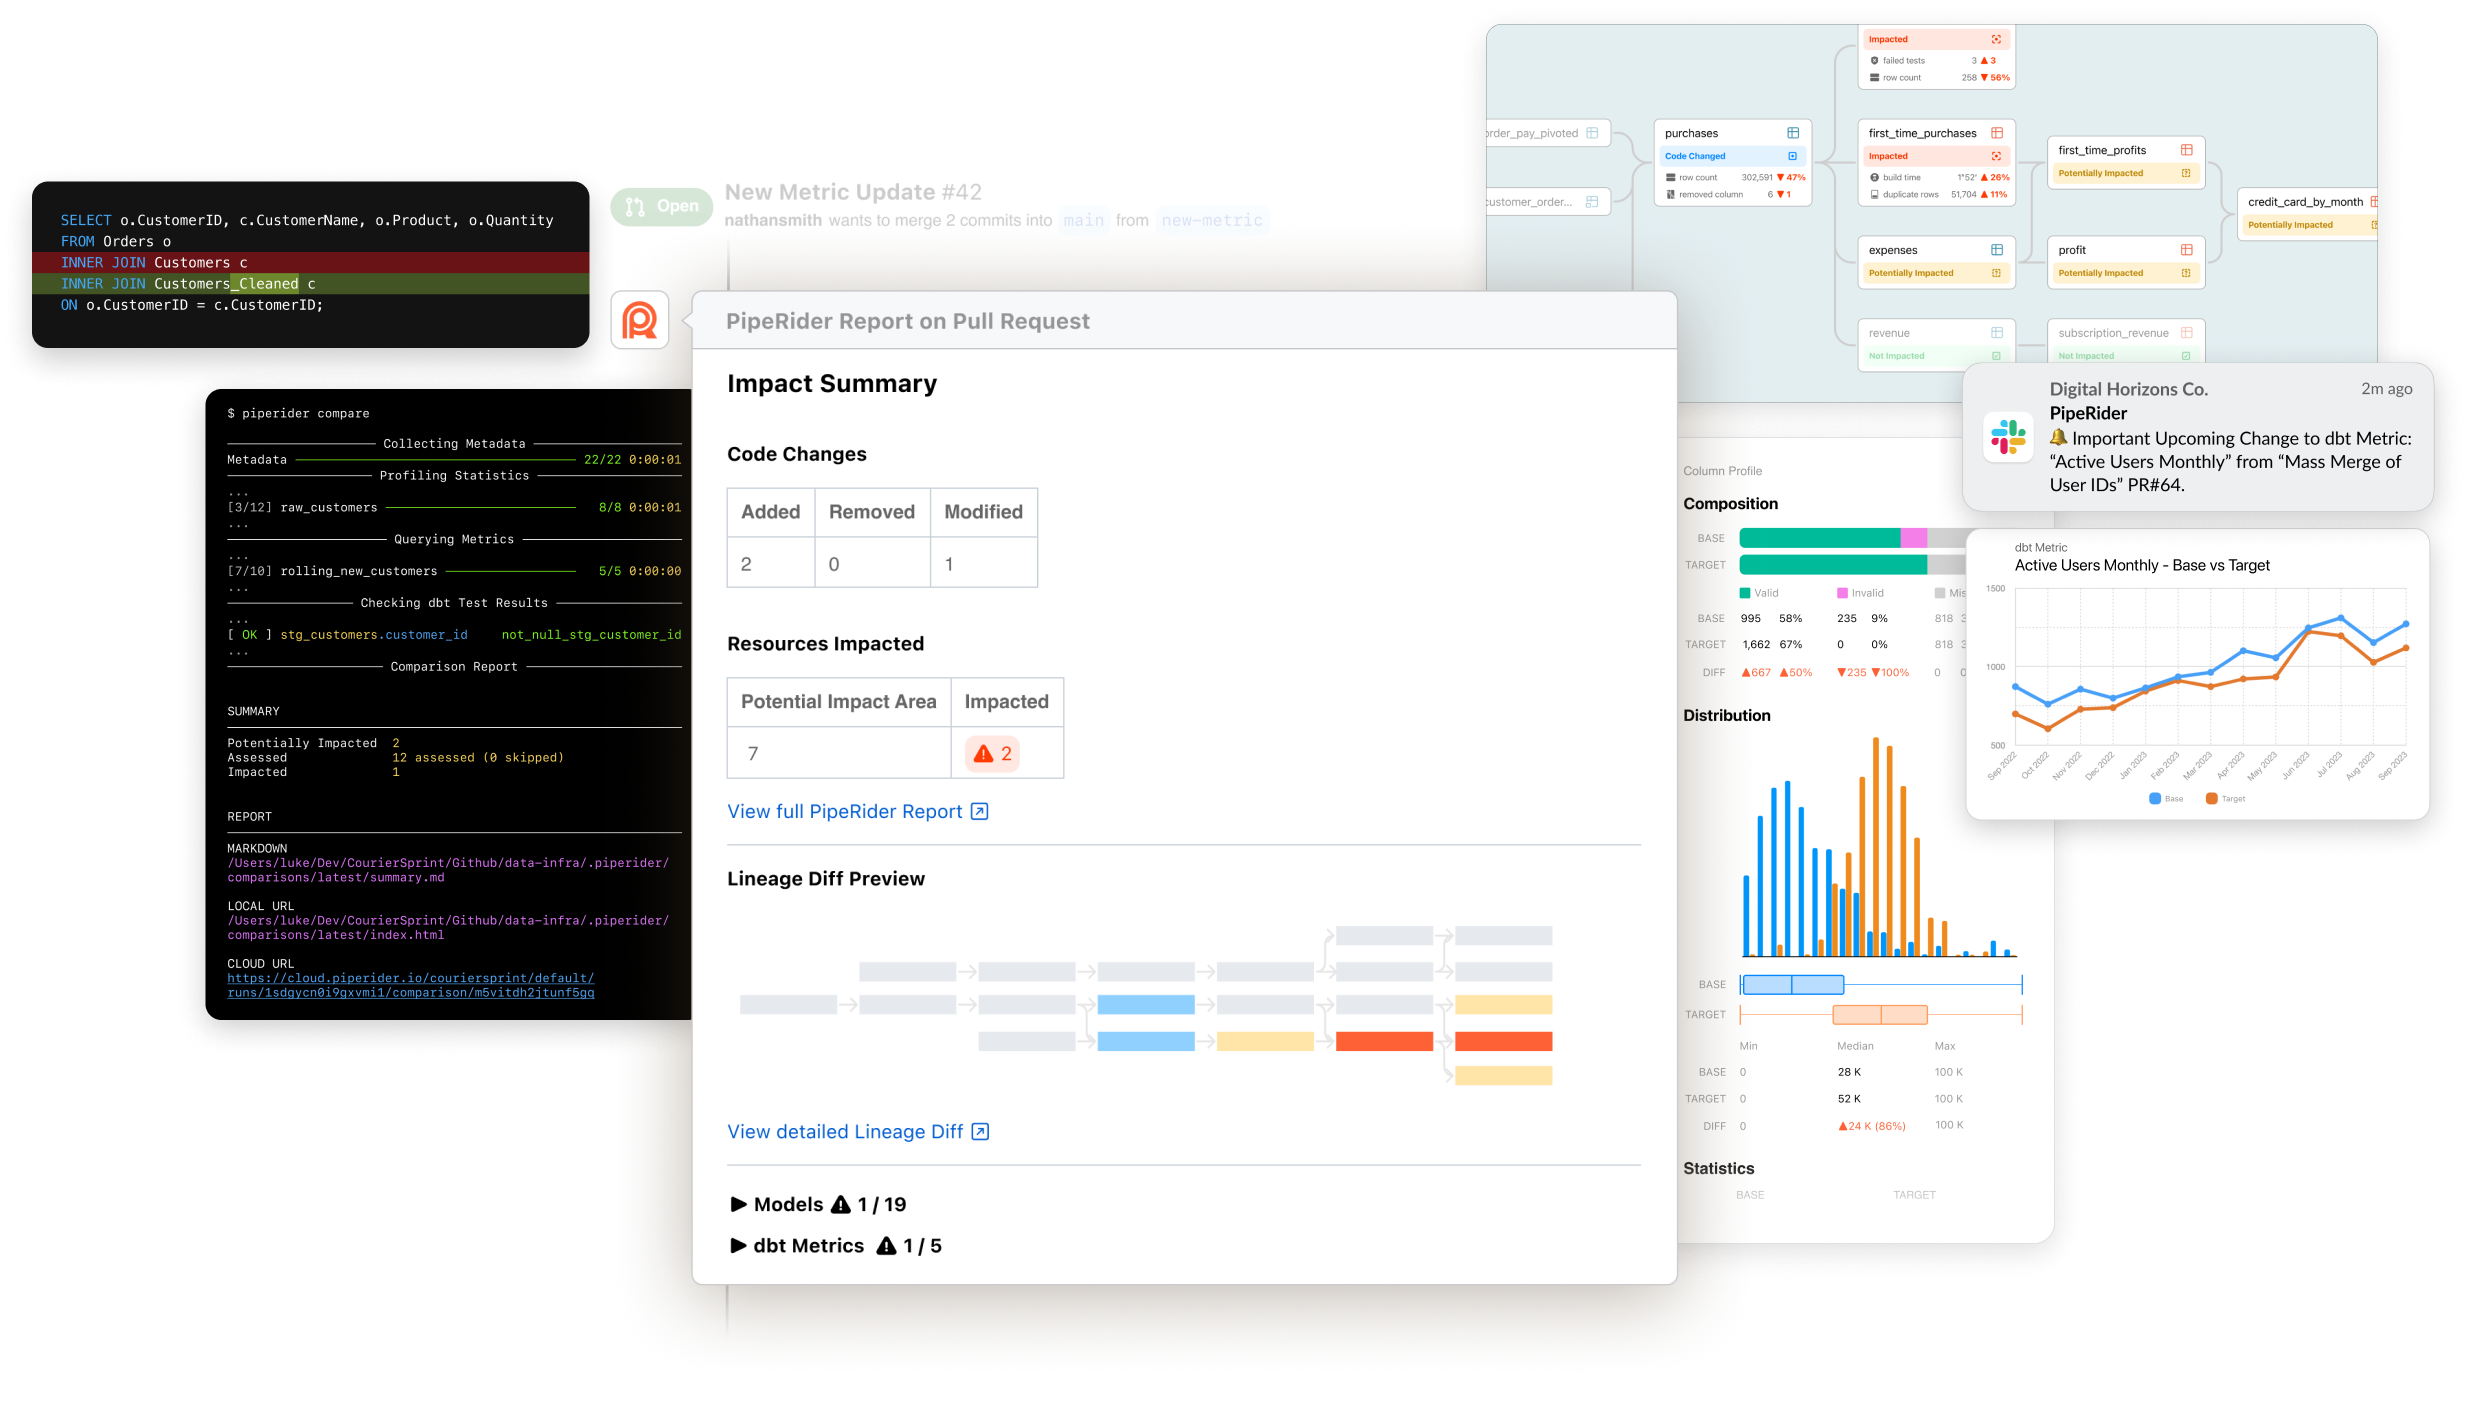 SELECT o.CustomerID, c.CustomerName, o.Product, o.Quantity
FROM Orders o
INNER JOIN Customers c
INNER JOIN Customers_Cleaned c
ON o.CustomerID = c.CustomerID;
Open
New Metric Update #42
nathansmith wants to merge 2 commits into main from new-metric
$ piperider compare
Collecting Metadata
Metadata 22/22 0:00:01
Profiling Statistics
...
[3/12] raw_customers 8/8 0:00:01
...
Querying Metrics
...
[7/10] rolling_new_customers 5/5 0:00:00
...
Checking dbt Test Results
...
[ OK ] stg_customers.customer_id not_null_stg_customer_id
...
Comparison Report
SUMMARY
Potentially Impacted 2
Assessed 12 assessed (0 skipped)
Impacted 1
REPORT
MARKDOWN
/Users/luke/Dev/CourierSprint/Github/data-infra/.piperider/
comparisons/latest/summary.md
LOCAL URL
/Users/luke/Dev/CourierSprint/Github/data-infra/.piperider/
comparisons/latest/index.html
CLOUD URL
https://cloud.piperider.io/couriersprint/default/
runs/1sdgycn0i9gxvmi1/comparison/m5vitdh2jtunf5gq
PipeRider Report on Pull Request
Impact Summary
Code Changes
Added Removed Modified
2 0 1
Resources Impacted
Potential Impact Area Impacted
7 2
View full PipeRider Report
Lineage Diff Preview
View detailed Lineage Diff
Models 1 / 19
dbt Metrics 1 / 5
order_pay_pivoted
customer_order...
purchases
Code Changed
row count 302,591 ▼ 47%
removed column 6 ▼ 1
Impacted
failed tests 3 ▲ 3
row count 258 ▼ 56%
first_time_purchases
Impacted
build time 1"52' ▲ 26%
duplicate rows 51,704 ▲ 11%
expenses
Potentially Impacted
revenue
Not Impacted
first_time_profits
Potentially Impacted
profit
Potentially Impacted
subscription_revenue
Not Impacted
credit_card_by_month
Potentially Impacted
Digital Horizons Co. 2m ago
PipeRider
🔔 Important Upcoming Change to dbt Metric:
“Active Users Monthly” from “Mass Merge of
User IDs” PR#64.
Column Profile
Composition
BASE
TARGET
Valid Invalid Mis
BASE 995 58% 235 9% 818 3
TARGET 1,662 67% 0 0% 818 3
DIFF ▲667 ▲50% ▼235 ▼100% 0 0
Distribution
BASE
TARGET
Min Median Max
BASE 0 28 K 100 K
TARGET 0 52 K 100 K
DIFF 0 ▲24 K (86%) 100 K
Statistics
BASE TARGET
dbt Metric
Active Users Monthly - Base vs Target
1500
1000
500
Sep 2022 Oct 2022 Nov 2022 Dec 2022 Jan 2023 Feb 2023 Mar 2023 Apr 2023 May 2023 Jun 2023 Jul 2023 Aug 2023 Sep 2023
Base Target